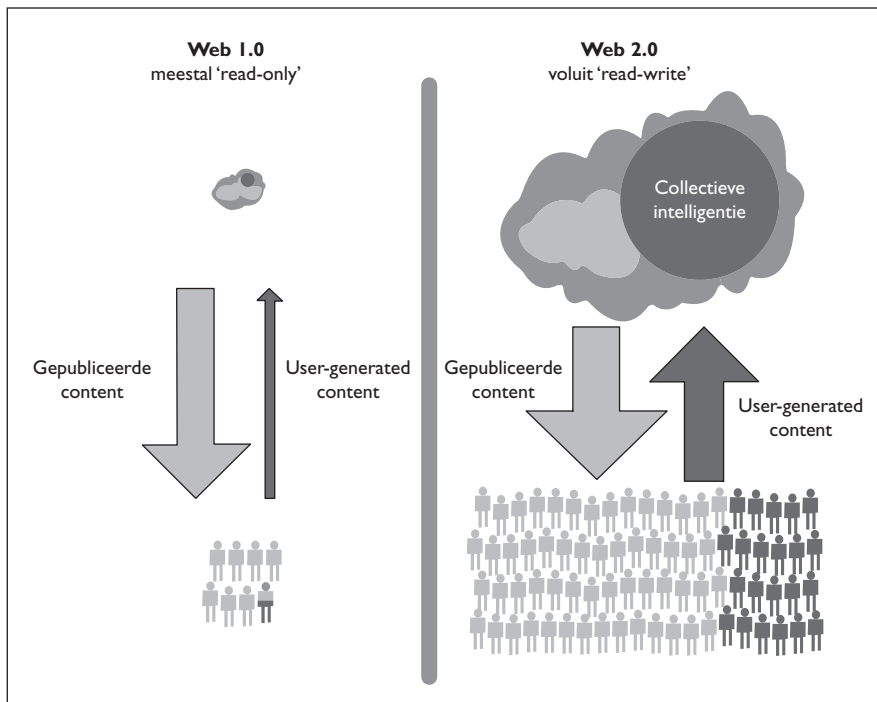 Web 1.0
meestal ‘read-only’
Gepubliceerde
content
User-generated
content
Web 2.0
voluit ‘read-write’
Collectieve
intelligentie
Gepubliceerde
content
User-generated
content